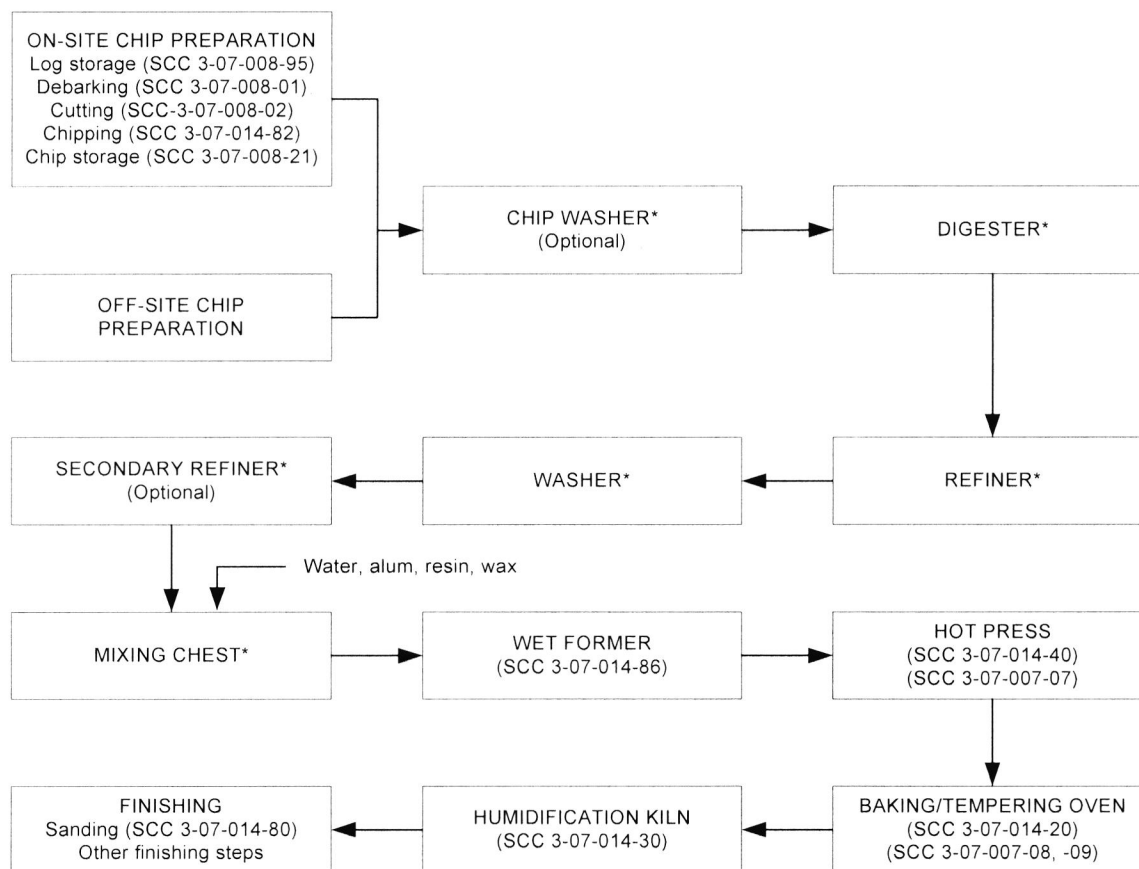 ON-SITE CHIP PREPARATION
Log storage (SCC 3-07-008-95)
Debarking (SCC 3-07-008-01)
Cutting (SCC-3-07-008-02)
Chipping (SCC 3-07-014-82)
Chip storage (SCC 3-07-008-21)
OFF-SITE CHIP
PREPARATION
CHIP WASHER*
(Optional)
DIGESTER*
REFINER*
WASHER*
SECONDARY REFINER*
(Optional)
Water, alum, resin, wax
MIXING CHEST*
WET FORMER
(SCC 3-07-014-86)
HOT PRESS
(SCC 3-07-014-40)
(SCC 3-07-007-07)
BAKING/TEMPERING OVEN
(SCC 3-07-014-20)
(SCC 3-07-007-08, -09)
HUMIDIFICATION KILN
(SCC 3-07-014-30)
FINISHING
Sanding (SCC 3-07-014-80)
Other finishing steps